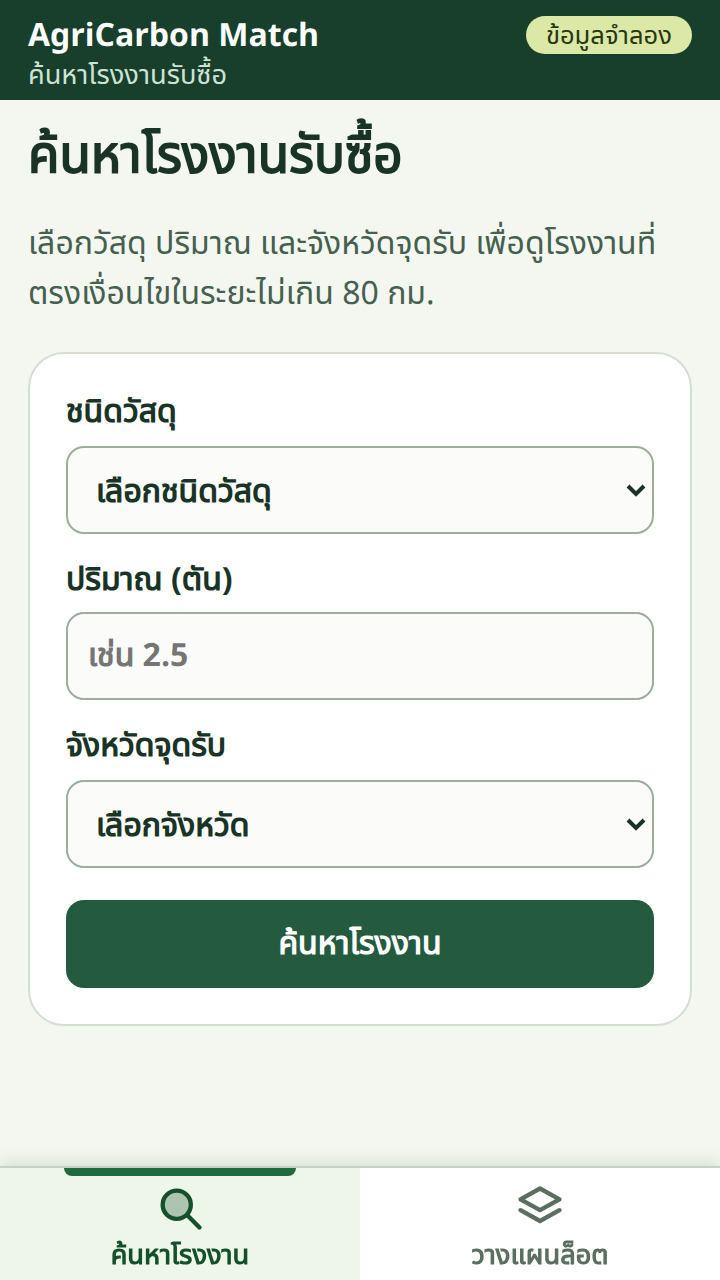 AgriCarbon Match
ข้อมูลจำลอง
ค้นหาโรงงานรับซื้อ
ค้นหาโรงงานรับซื้อ
เลือกวัสดุ ปริมาณ และจังหวัดจุดรับ เพื่อดูโรงงานที่
ตรงเงื่อนไขในระยะไม่เกิน 80 กม.
ชนิดวัสดุ
เลือกชนิดวัสดุ
ปริมาณ (ตัน)
เช่น 2.5
จังหวัดจุดรับ
เลือกจังหวัด
ค้นหาโรงงาน
ค้นหาโรงงาน
วางแผนล็อต